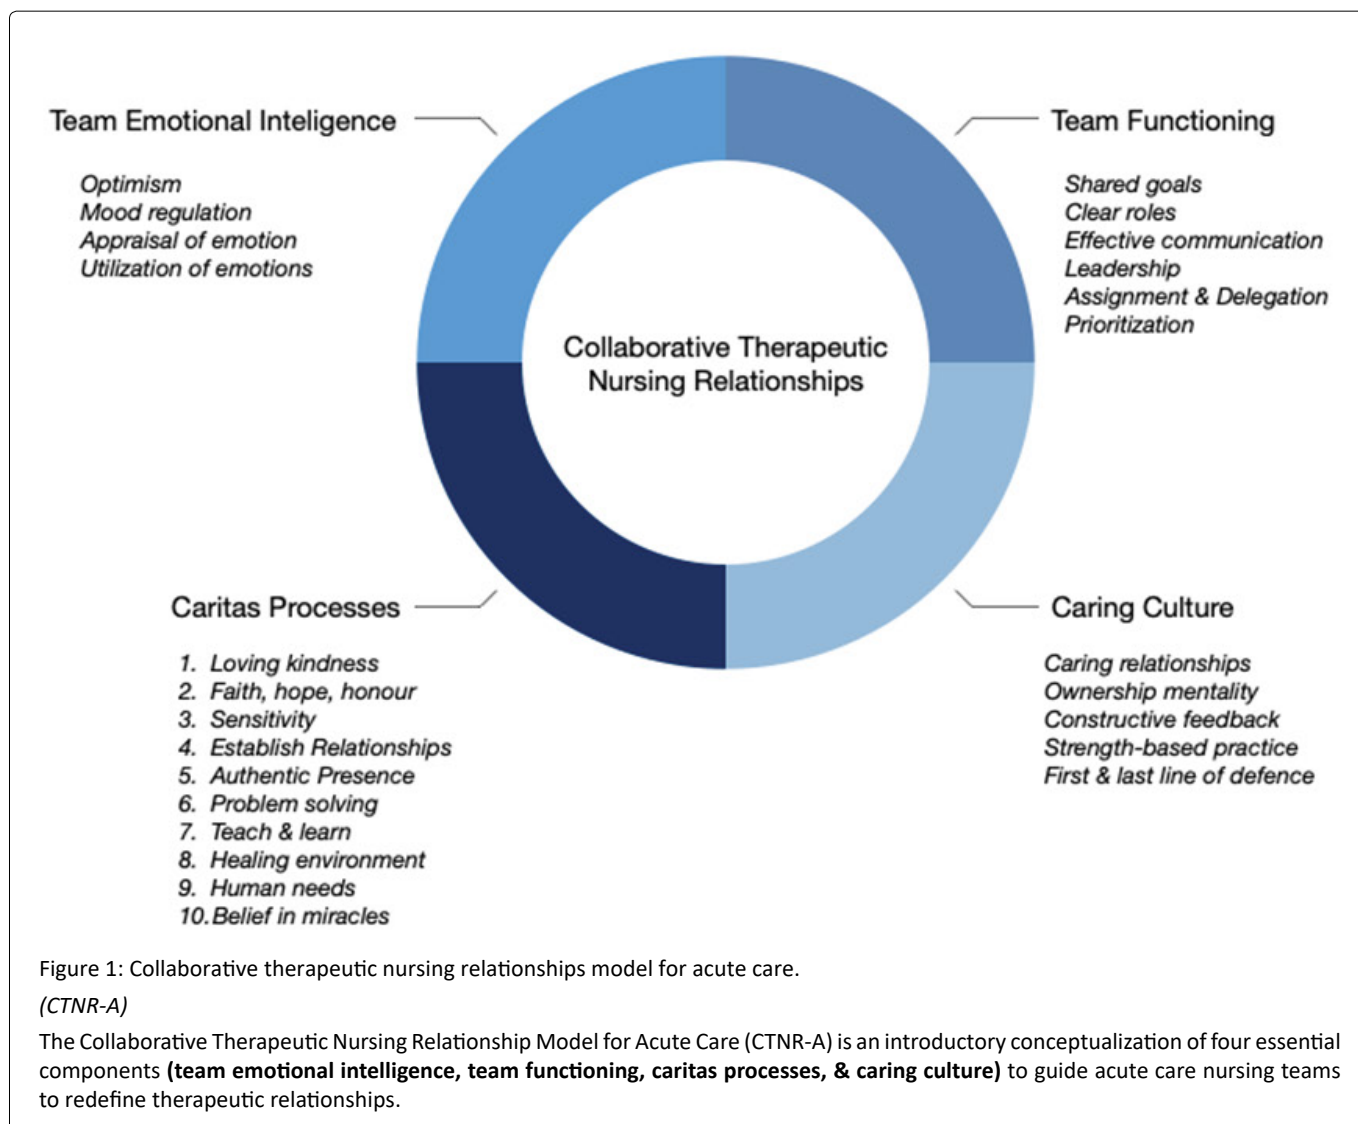 Team Emotional Inteligence
Optimism
Mood regulation
Appraisal of emotion
Utilization of emotions
Team Functioning
Shared goals
Clear roles
Effective communication
Leadership
Assignment & Delegation
Prioritization
Collaborative Therapeutic
Nursing Relationships
Caritas Processes
1. Loving kindness
2. Faith, hope, honour
3. Sensitivity
4. Establish Relationships
5. Authentic Presence
6. Problem solving
7. Teach & learn
8. Healing environment
9. Human needs
10. Belief in miracles
Caring Culture
Caring relationships
Ownership mentality
Constructive feedback
Strength-based practice
First & last line of defence
Figure 1: Collaborative therapeutic nursing relationships model for acute care.
(CTNR-A)
The Collaborative Therapeutic Nursing Relationship Model for Acute Care (CTNR-A) is an introductory conceptualization of four essential
components (team emotional intelligence, team functioning, caritas processes, & caring culture) to guide acute care nursing teams
to redefine therapeutic relationships.